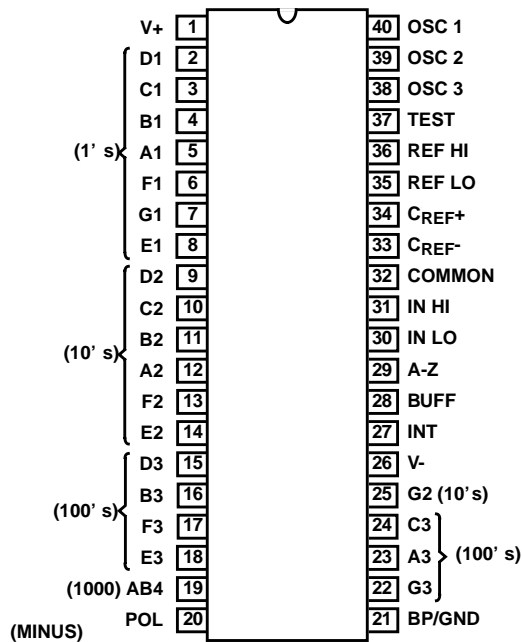 V+ 1 40 OSC 1
D1 2 39 OSC 2
C1 3 38 OSC 3
B1 4 37 TEST
(1' s) A1 5 36 REF HI
F1 6 35 REF LO
G1 7 34 CREF+
E1 8 33 CREF-
D2 9 32 COMMON
C2 10 31 IN HI
B2 11 30 IN LO
(10' s) A2 12 29 A-Z
F2 13 28 BUFF
E2 14 27 INT
D3 15 26 V-
B3 16 25 G2 (10's)
(100' s) F3 17 24 C3
E3 18 23 A3 (100' s)
(1000) AB4 19 22 G3
(MINUS) POL 20 21 BP/GND